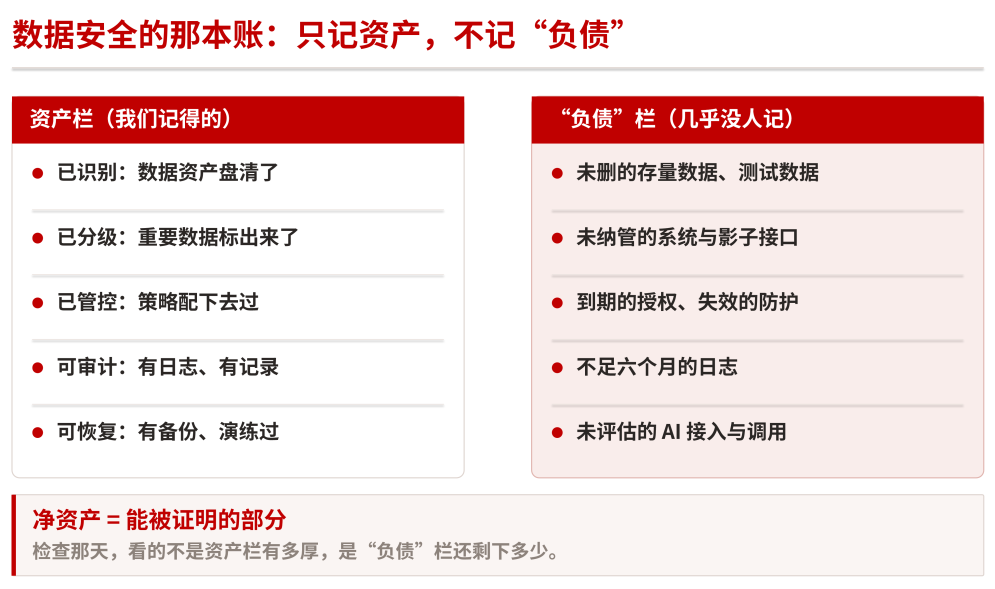 数据安全的那本账：只记资产，不记“负债”
资产栏（我们记得的）
已识别：数据资产盘清了
已分级：重要数据标出来了
已管控：策略配下去过
可审计：有日志、有记录
可恢复：有备份、演练过
“负债”栏（几乎没人记）
未删的存量数据、测试数据
未纳管的系统与影子接口
到期的授权、失效的防护
不足六个月的日志
未评估的 AI 接入与调用
净资产 = 能被证明的部分
检查那天，看的不是资产栏有多厚，是“负债”栏还剩下多少。